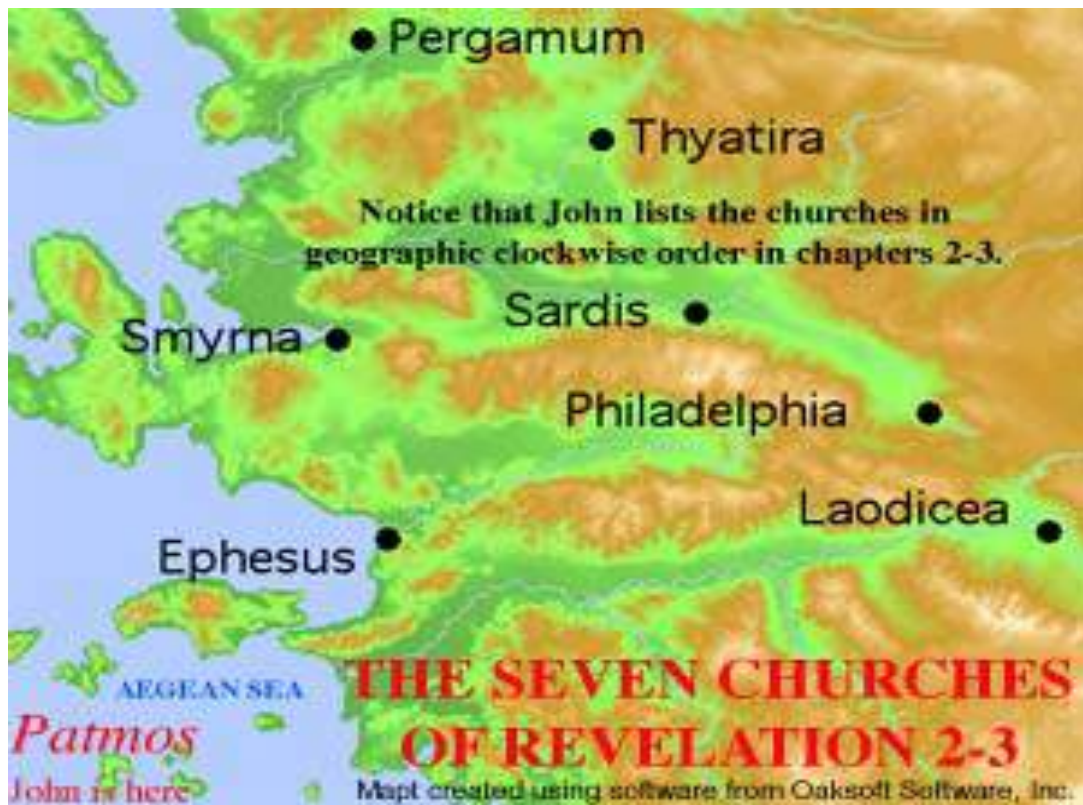 Pergamum
Thyatira
Notice that John lists the churches in
geographic clockwise order in chapters 2-3.
Sardis
Smyrna
Philadelphia
Laodicea
Ephesus
THE SEVEN CHURCHES
OF REVELATION 2-3
AEGEAN SEA
Patmos
John is here
Mapt created using software from Oaksoft Software, Inc.